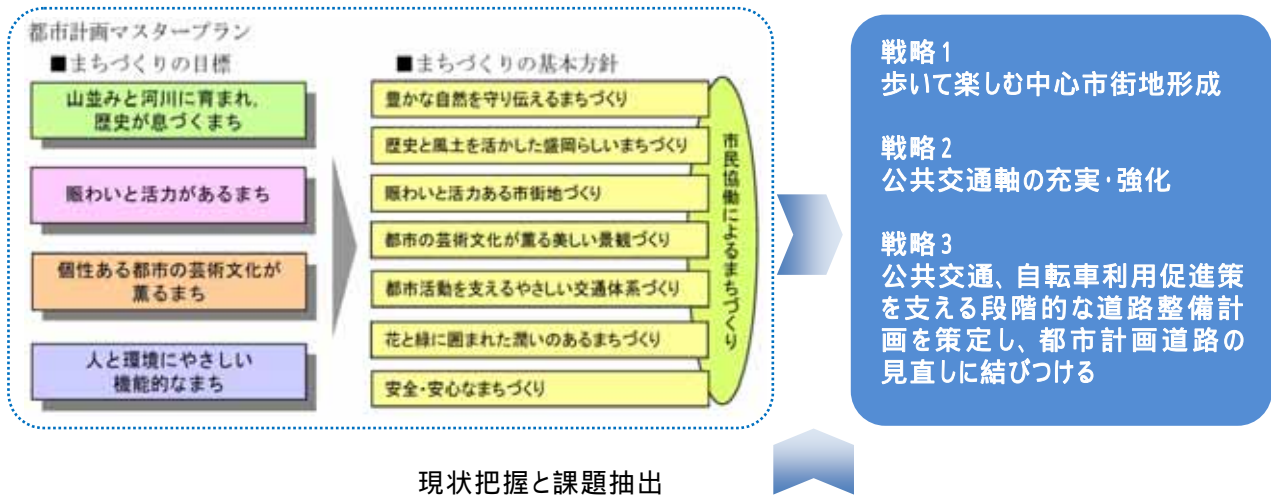 都市計画マスタープラン
■まちづくりの目標
山並みと河川に育まれ,
歴史が息づくまち
賑わいと活力があるまち
個性ある都市の芸術文化が
薫るまち
人と環境にやさしい
機能的なまち
■まちづくりの基本方針
豊かな自然を守り伝えるまちづくり
歴史と風土を活かした盛岡らしいまちづくり
賑わいと活力ある市街地づくり
都市の芸術文化が薫る美しい景観づくり
都市活動を支えるやさしい交通体系づくり
花と緑に囲まれた潤いのあるまちづくり
安全・安心なまちづくり
市民協働によるまちづくり
戦略1
歩いて楽しむ中心市街地形成
戦略2
公共交通軸の充実・強化
戦略3
公共交通、自転車利用促進策
を支える段階的な道路整備計
画を策定し、都市計画道路の
見直しに結びつける
現状把握と課題抽出